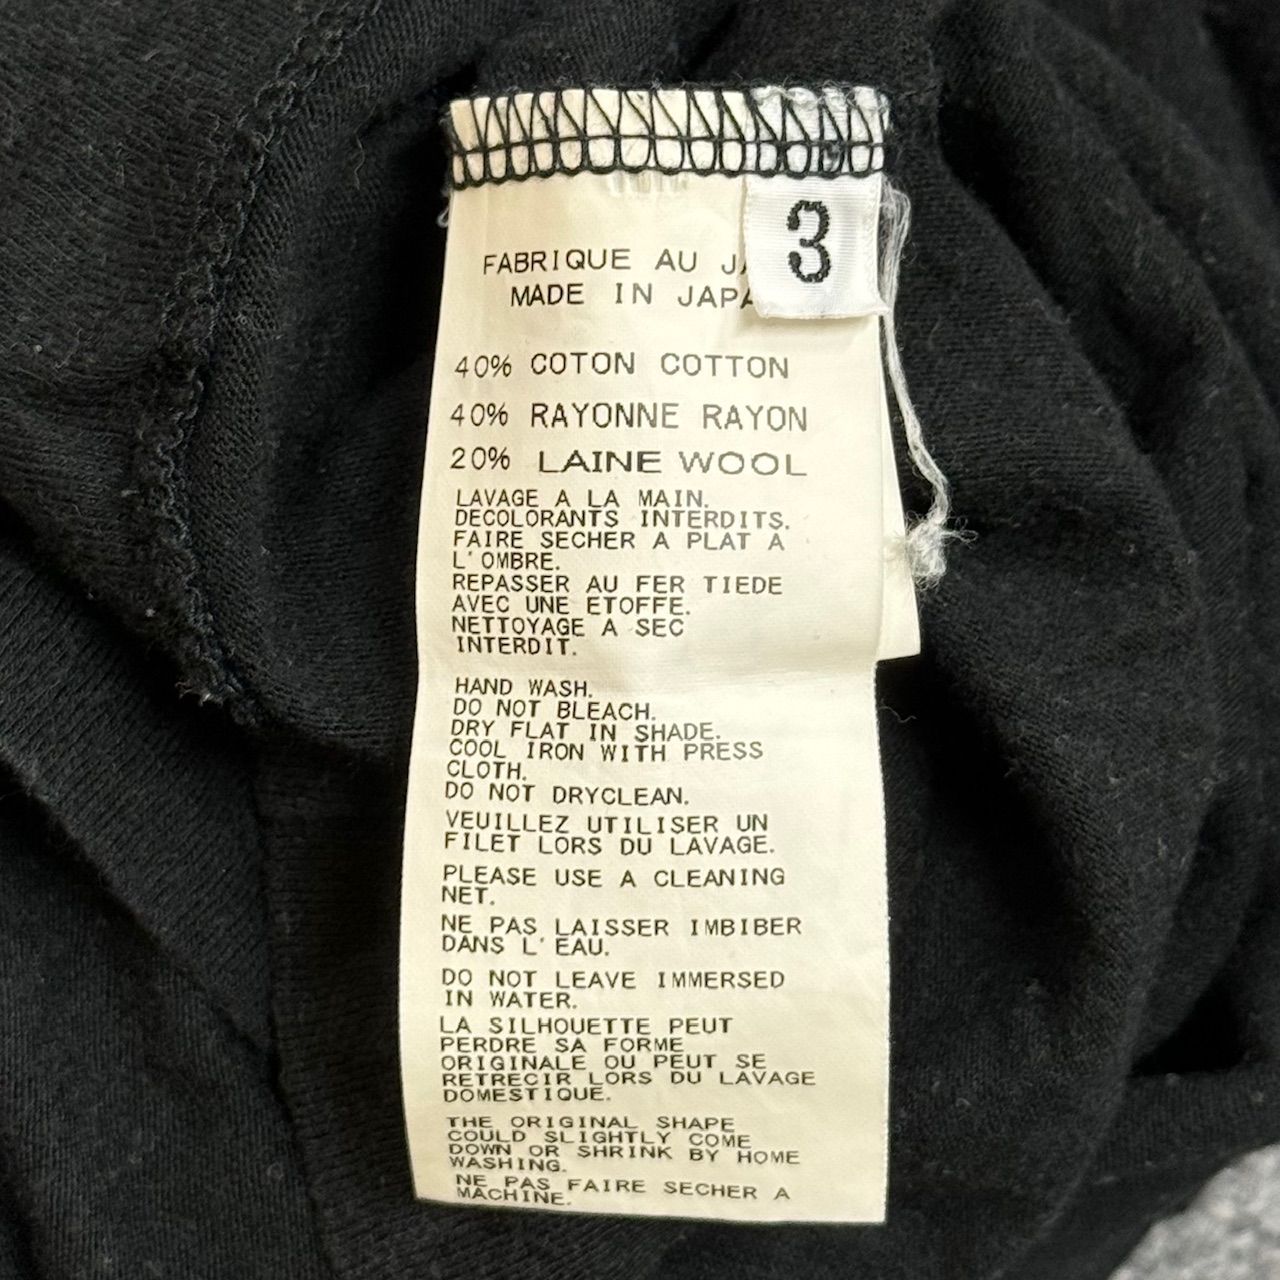 3
FABRIQUE AU JA
MADE IN JAPA
40% COTON COTTON
40% RAYONNE RAYON
20% LAINE WOOL
LAVAGE A LA MAIN.
DECOLORANTS INTERDITS.
FAIRE SECHER A PLAT A
L'OMBRE.
REPASSER AU FER TIEDE
AVEC UNE ETOFFE.
NETTOYAGE A SEC
INTERDIT.
HAND WASH.
DO NOT BLEACH.
DRY FLAT IN SHADE.
COOL IRON WITH PRESS
CLOTH.
DO NOT DRYCLEAN.
VEUILLEZ UTILISER UN
FILET LORS DU LAVAGE.
PLEASE USE A CLEANING
NET.
NE PAS LAISSER IMBIBER
DANS L'EAU.
DO NOT LEAVE IMMERSED
IN WATER.
LA SILHOUETTE PEUT
PERDRE SA FORME
ORIGINALE OU PEUT SE
RETRECIR LORS DU LAVAGE
DOMESTIQUE.
THE ORIGINAL SHAPE
COULD SLIGHTLY COME
DOWN OR SHRINK BY HOME
WASHING.
NE PAS FAIRE SECHER A
MACHINE.